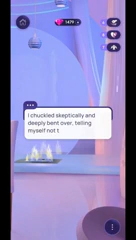 1479
I chuckled skeptically and
deeply bent over, telling
myself not t